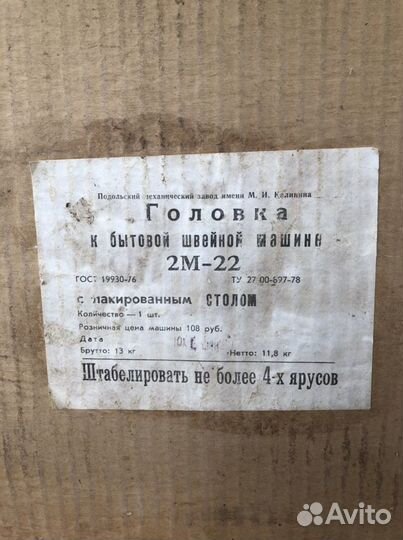 Подольский механический завод имени М. И. Калинина
Головка
к бытовой швейной машине
2М-22
ГОСТ 19930-76 ТУ 27 00-697-78
с лакированным столом
Количество — 1 шт.
Розничная цена машины 108 руб.
Дата
Брутто: 13 кг Нетто: 11,8 кг
Штабелировать не более 4-х ярусов
Avito